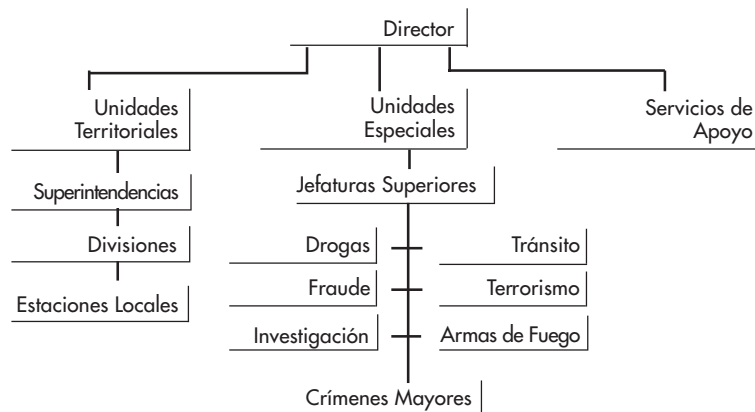 Director
Unidades
Territoriales
Unidades
Especiales
Servicios de
Apoyo
Superintendencias
Jefaturas Superiores
Divisiones
Estaciones Locales
Drogas
Tránsito
Fraude
Terrorismo
Investigación
Armas de Fuego
Crímenes Mayores